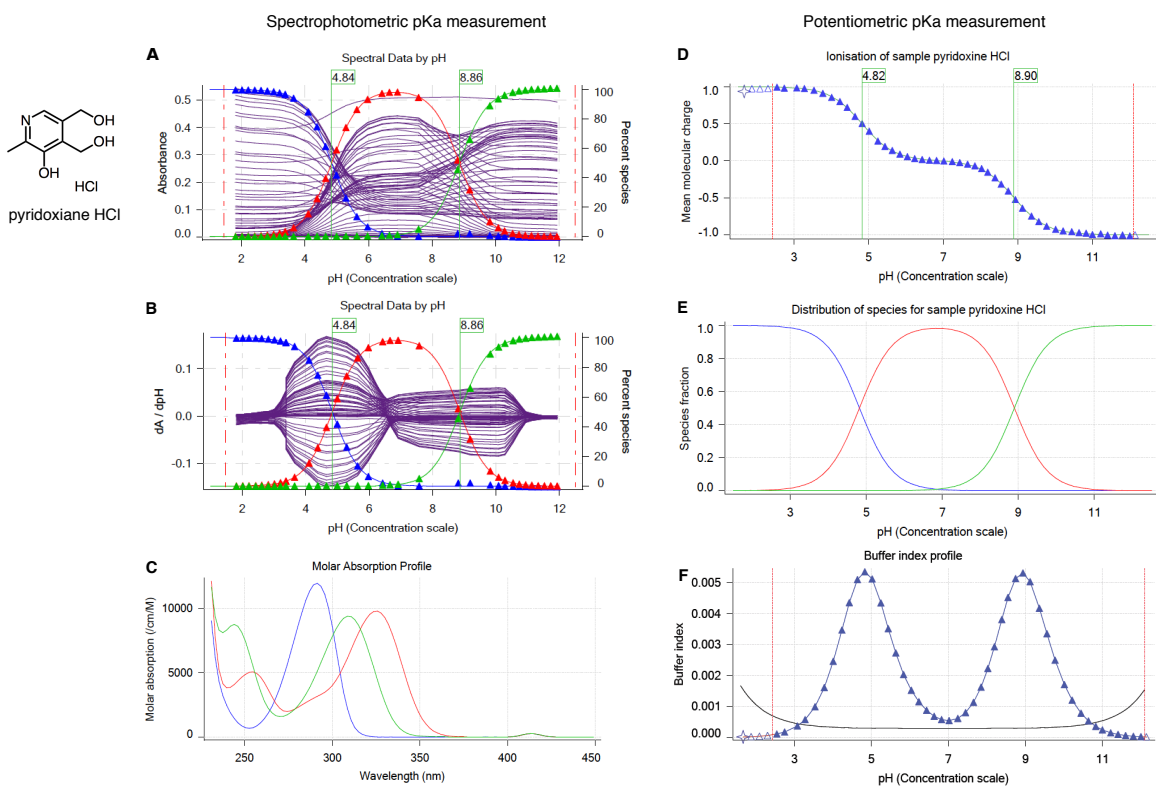 Spectrophotometric pKa measurement
Potentiometric pKa measurement
N
OH
OH
OH
HCl
pyridoxiane HCl
A
Spectral Data by pH
4.84
8.86
0.5
0.4
0.3
0.2
0.1
0.0
Absorbance
100
80
60
40
20
0
Percent species
2
4
6
8
10
12
pH (Concentration scale)
B
Spectral Data by pH
4.84
8.86
0.1
0.0
-0.1
dA / dpH
100
80
60
40
20
0
Percent species
2
4
6
8
10
12
pH (Concentration scale)
C
Molar Absorption Profile
10000
5000
0
Molar absorption (/cm/M)
250
300
350
400
450
Wavelength (nm)
D
Ionisation of sample pyridoxine HCl
4.82
8.90
1.0
0.5
0.0
-0.5
-1.0
Mean molecular charge
3
5
7
9
11
pH (Concentration scale)
E
Distribution of species for sample pyridoxine HCl
1.0
0.8
0.6
0.4
0.2
0.0
Species fraction
3
5
7
9
11
pH (Concentration scale)
F
Buffer index profile
0.005
0.004
0.003
0.002
0.001
0.000
Buffer index
3
5
7
9
11
pH (Concentration scale)